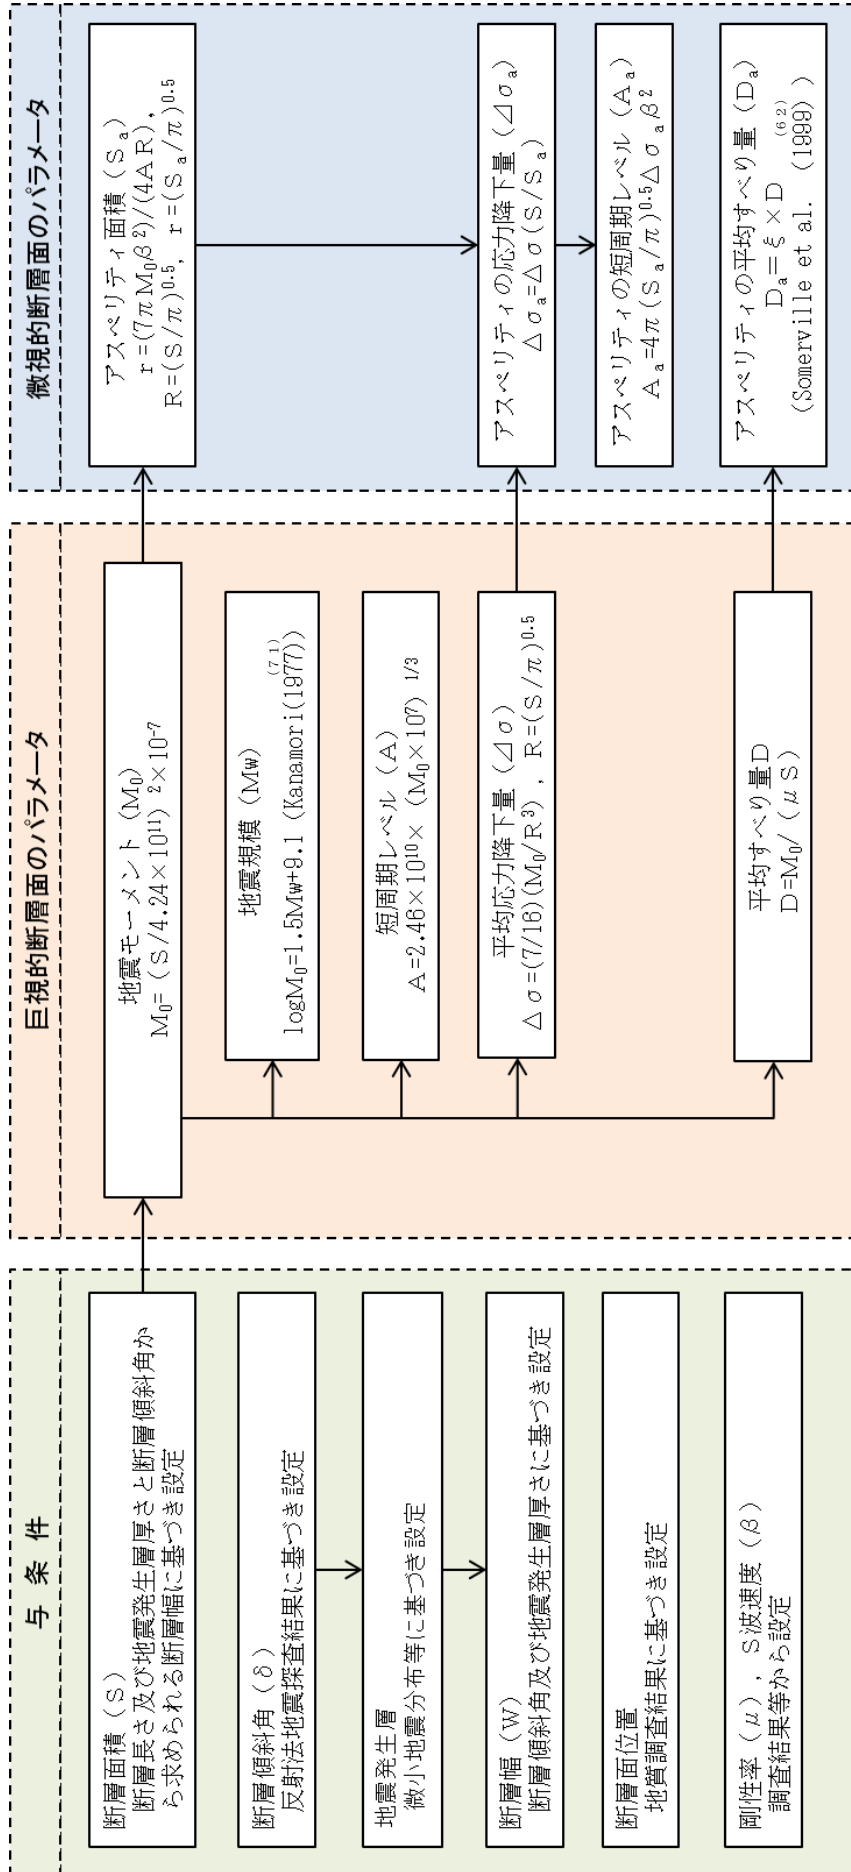 与 条 件
断層面積（S）
断層長さ及び地震発生層厚さと断層傾斜角か
ら求められる断層幅に基づき設定
断層傾斜角（δ）
反射法地震探査結果に基づき設定
地震発生層
微小地震分布等に基づき設定
断層幅（W）
断層傾斜角及び地震発生層厚さに基づき設定
断層面位置
地質調査結果に基づき設定
剛性率（μ），S波速度（β）
調査結果等から設定
巨視的断層面のパラメータ
地震モーメント（M₀）
M₀=（S/4.24×10¹¹）²×10⁻⁷
地震規模（Mw）
logM₀=1.5Mw+9.1 (Kanamori(1977)⁽⁷¹⁾)
短周期レベル（A）
A=2.46×10¹⁰×（M₀×10⁷）¹/³
平均応力降下量（Δσ）
Δσ=(7/16)(M₀/R³)，R=(S/π)⁰·⁵
平均すべり量D
D=M₀/（μS）
微視的断層面のパラメータ
アスペリティ面積（Sₐ）
r=(7πM₀β²)/(4AR)，
R=(S/π)⁰·⁵，r=(Sₐ/π)⁰·⁵
アスペリティの応力降下量（Δσₐ）
Δσₐ=Δσ(S/Sₐ)
アスペリティの短周期レベル（Aₐ）
Aₐ=4π(Sₐ/π)⁰·⁵Δσₐβ²
アスペリティの平均すべり量（Dₐ）
Dₐ＝ξ×D
(Somerville et al. (1999)⁽⁶²⁾)